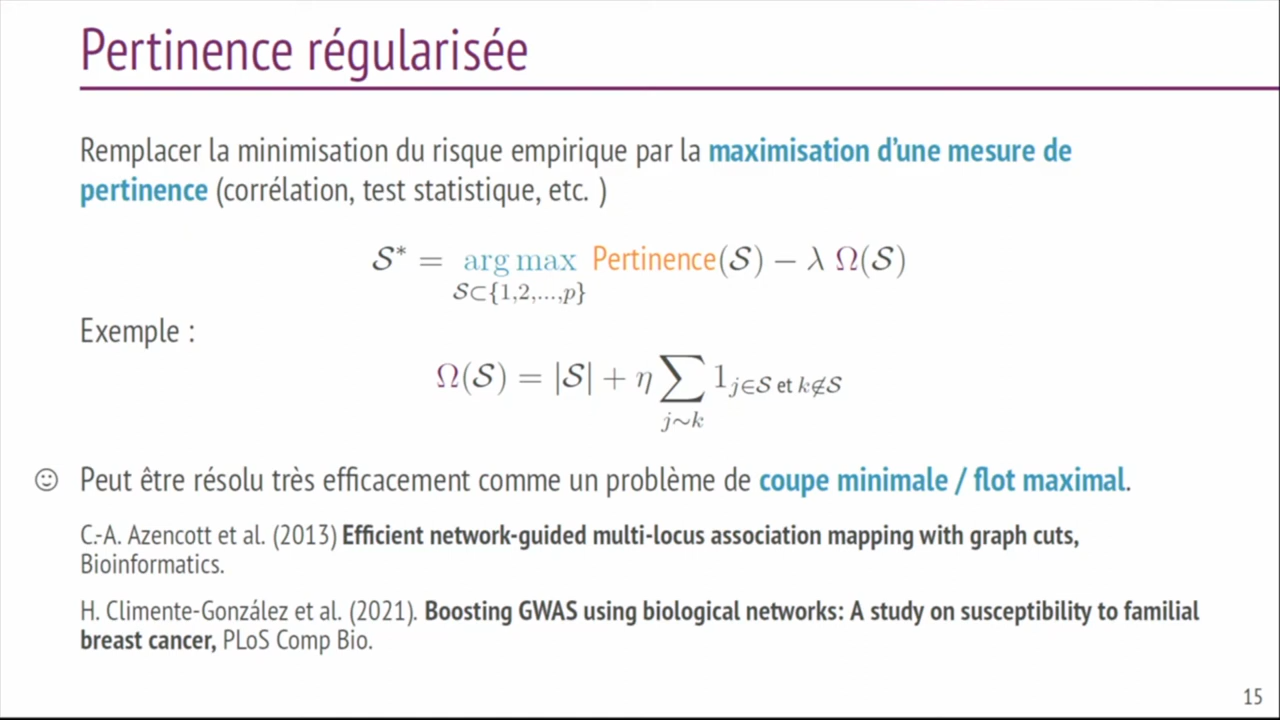 Pertinence régularisée
Remplacer la minimisation du risque empirique par la maximisation d'une mesure de
pertinence (corrélation, test statistique, etc. )
𝒮* = arg max Pertinence(𝒮) − λ Ω(𝒮)
𝒮⊂{1,2,...,p}
Exemple :
Ω(𝒮) = |𝒮| + η ∑ 1 j∈𝒮 et k∉𝒮
j∼k
☺ Peut être résolu très efficacement comme un problème de coupe minimale / flot maximal.
C.-A. Azencott et al. (2013) Efficient network-guided multi-locus association mapping with graph cuts,
Bioinformatics.
H. Climente-González et al. (2021). Boosting GWAS using biological networks: A study on susceptibility to familial
breast cancer, PLoS Comp Bio.
15